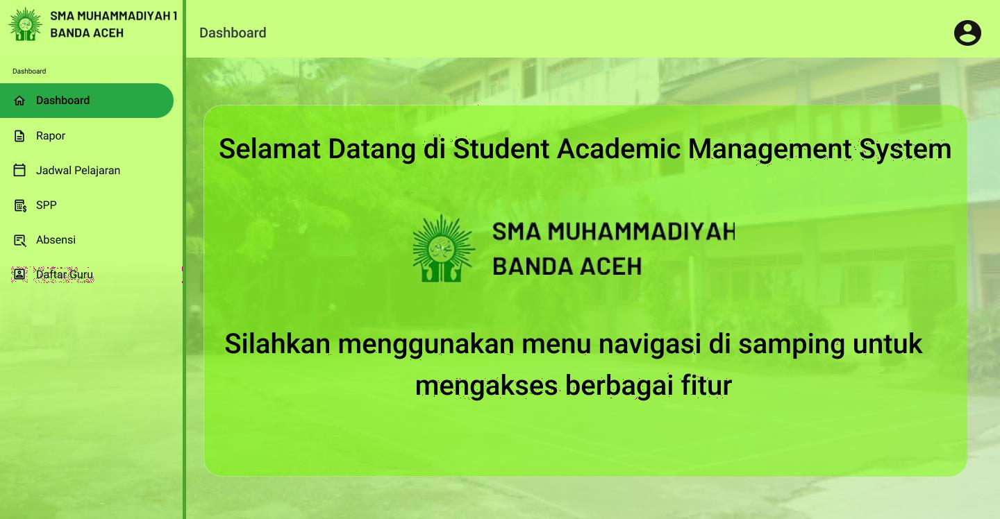 SMA MUHAMMADIYAH 1
BANDA ACEH
Dashboard
Dashboard
Dashboard
Rapor
Jadwal Pelajaran
SPP
Absensi
Daftar Guru
Selamat Datang di Student Academic Management System
SMA MUHAMMADIYAH
BANDA ACEH
Silahkan menggunakan menu navigasi di samping untuk
mengakses berbagai fitur